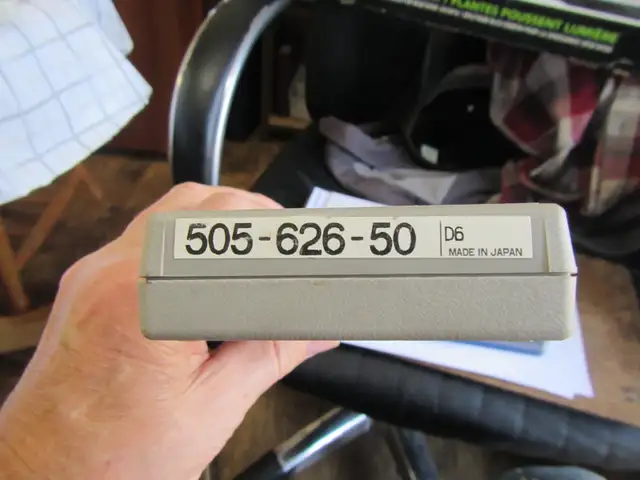 PLANTES POUSSENT LUMIÈRE
505-626-50
D6
MADE IN JAPAN